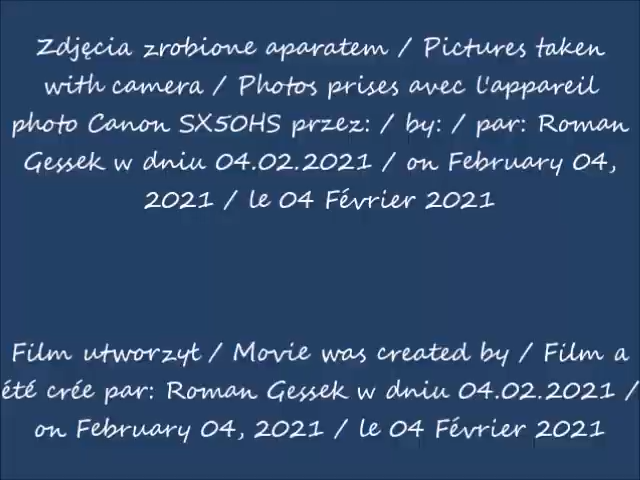 Zdjęcia zrobione aparatem / Pictures taken
with camera / Photos prises avec l'appareil
photo Canon SX50HS przez: / by: / par: Roman
Gessek w dniu 04.02.2021 / on February 04,
2021 / le 04 Février 2021
Film utworzył / Movie was created by / Film a
été crée par: Roman Gessek w dniu 04.02.2021 /
on February 04, 2021 / le 04 Février 2021